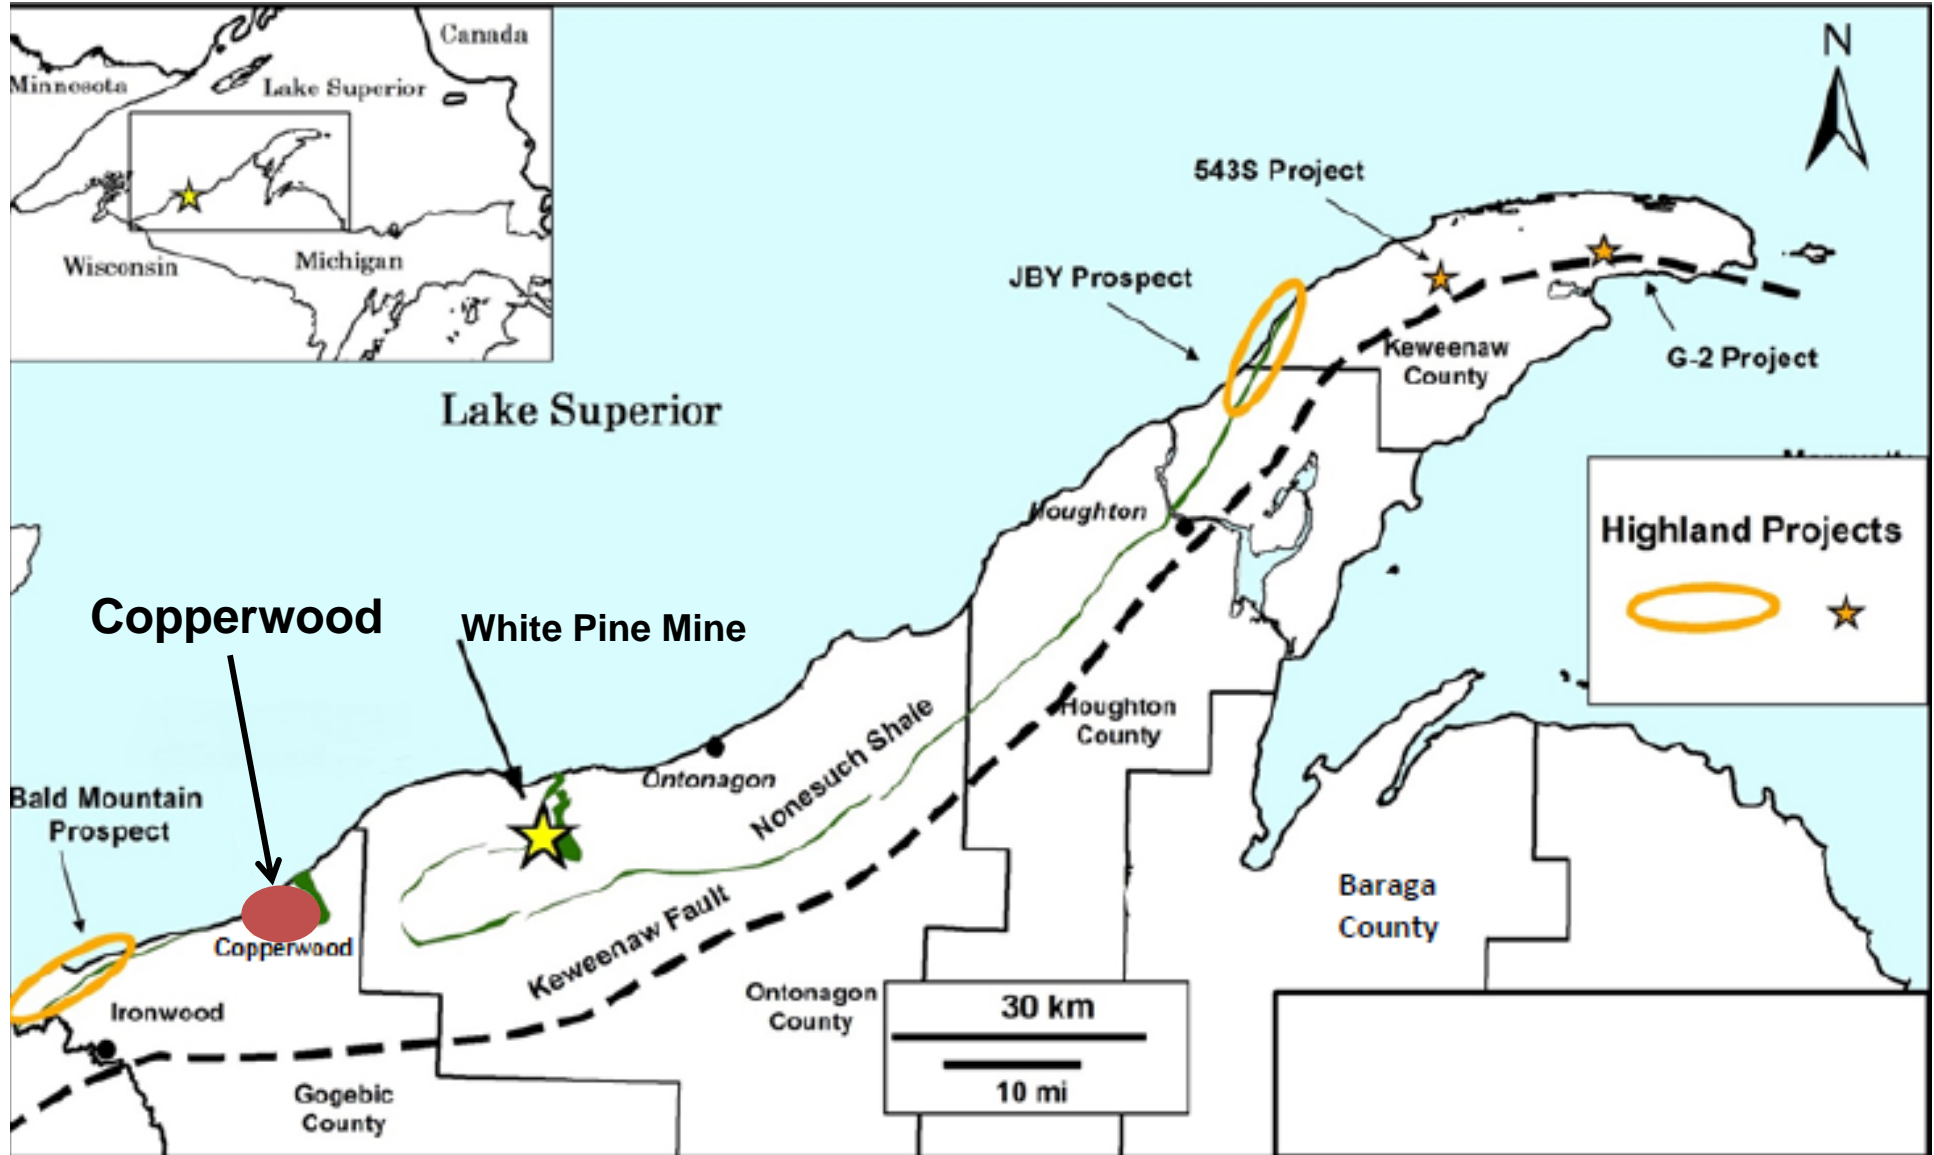 Canada
Minnesota
Lake Superior
Wisconsin
Michigan
N
543S Project
JBY Prospect
Keweenaw
County
G-2 Project
Lake Superior
Houghton
Highland Projects
Copperwood
White Pine Mine
Houghton
County
Ontonagon
Nonesuch Shale
Bald Mountain
Prospect
Baraga
County
Copperwood
Keweenaw Fault
Ironwood
Ontonagon
County
30 km
10 mi
Gogebic
County